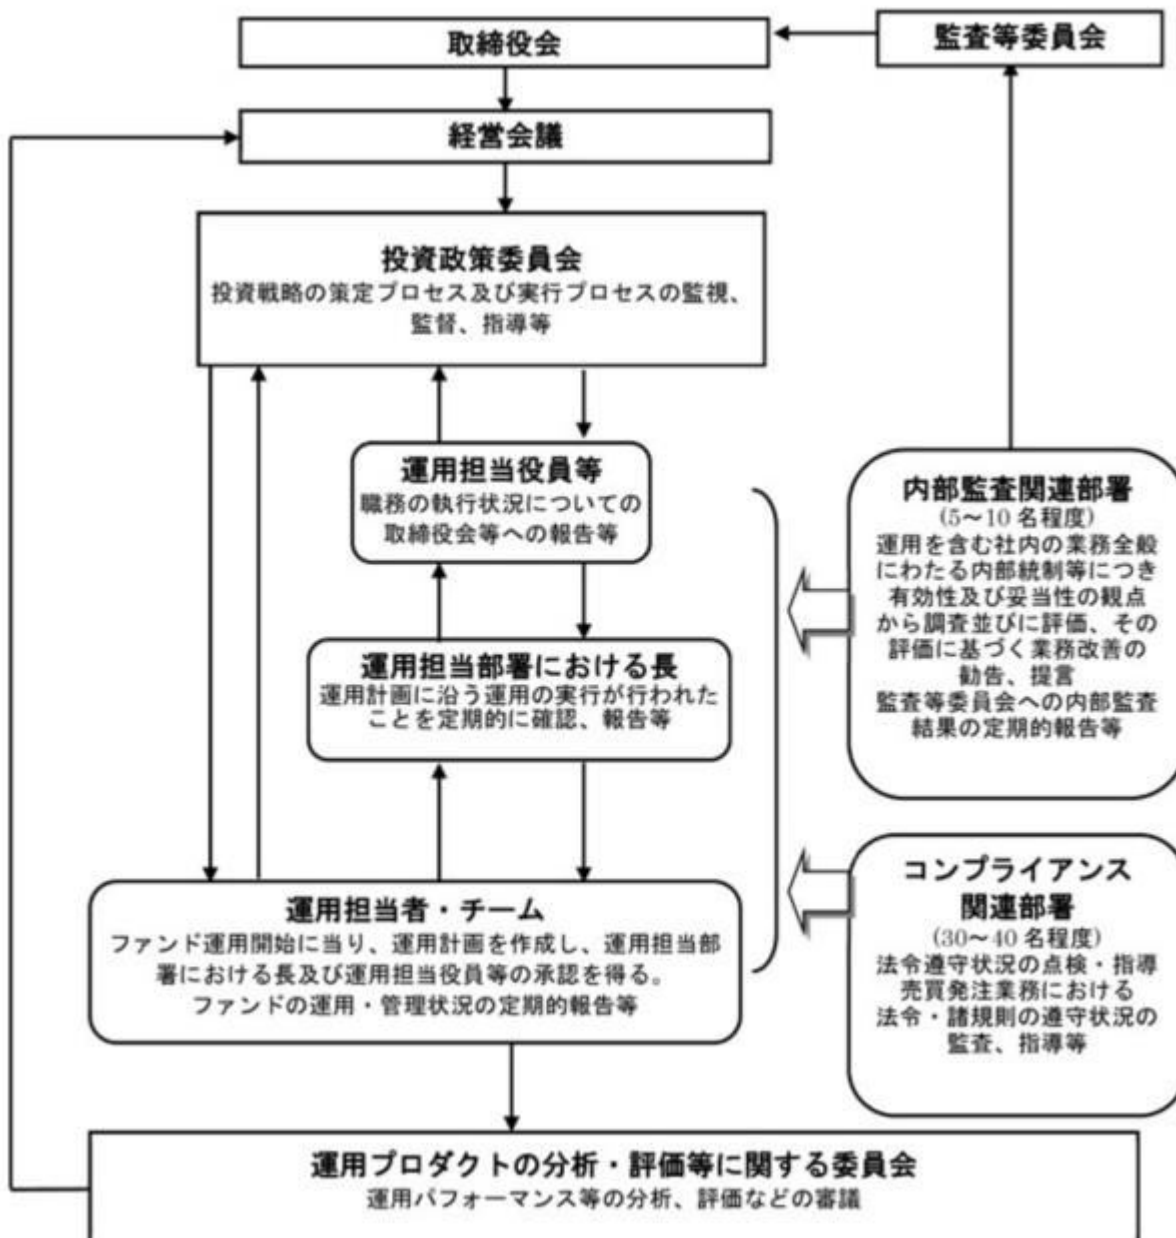 取締役会
監査等委員会
経営会議
投資政策委員会
投資戦略の策定プロセス及び実行プロセスの監視、
監督、指導等
運用担当役員等
職務の執行状況についての
取締役会等への報告等
運用担当部署における長
運用計画に沿う運用の実行が行われた
ことを定期的に確認、報告等
運用担当者・チーム
ファンド運用開始に当り、運用計画を作成し、運用担当部
署における長及び運用担当役員等の承認を得る。
ファンドの運用・管理状況の定期的報告等
内部監査関連部署
(5～10 名程度)
運用を含む社内の業務全般
にわたる内部統制等につき
有効性及び妥当性の観点
から調査並びに評価、その
評価に基づく業務改善の
勧告、提言
監査等委員会への内部監査
結果の定期的報告等
コンプライアンス
関連部署
(30～40 名程度)
法令遵守状況の点検・指導
売買発注業務における
法令・諸規則の遵守状況の
監査、指導等
運用プロダクトの分析・評価等に関する委員会
運用パフォーマンス等の分析、評価などの審議